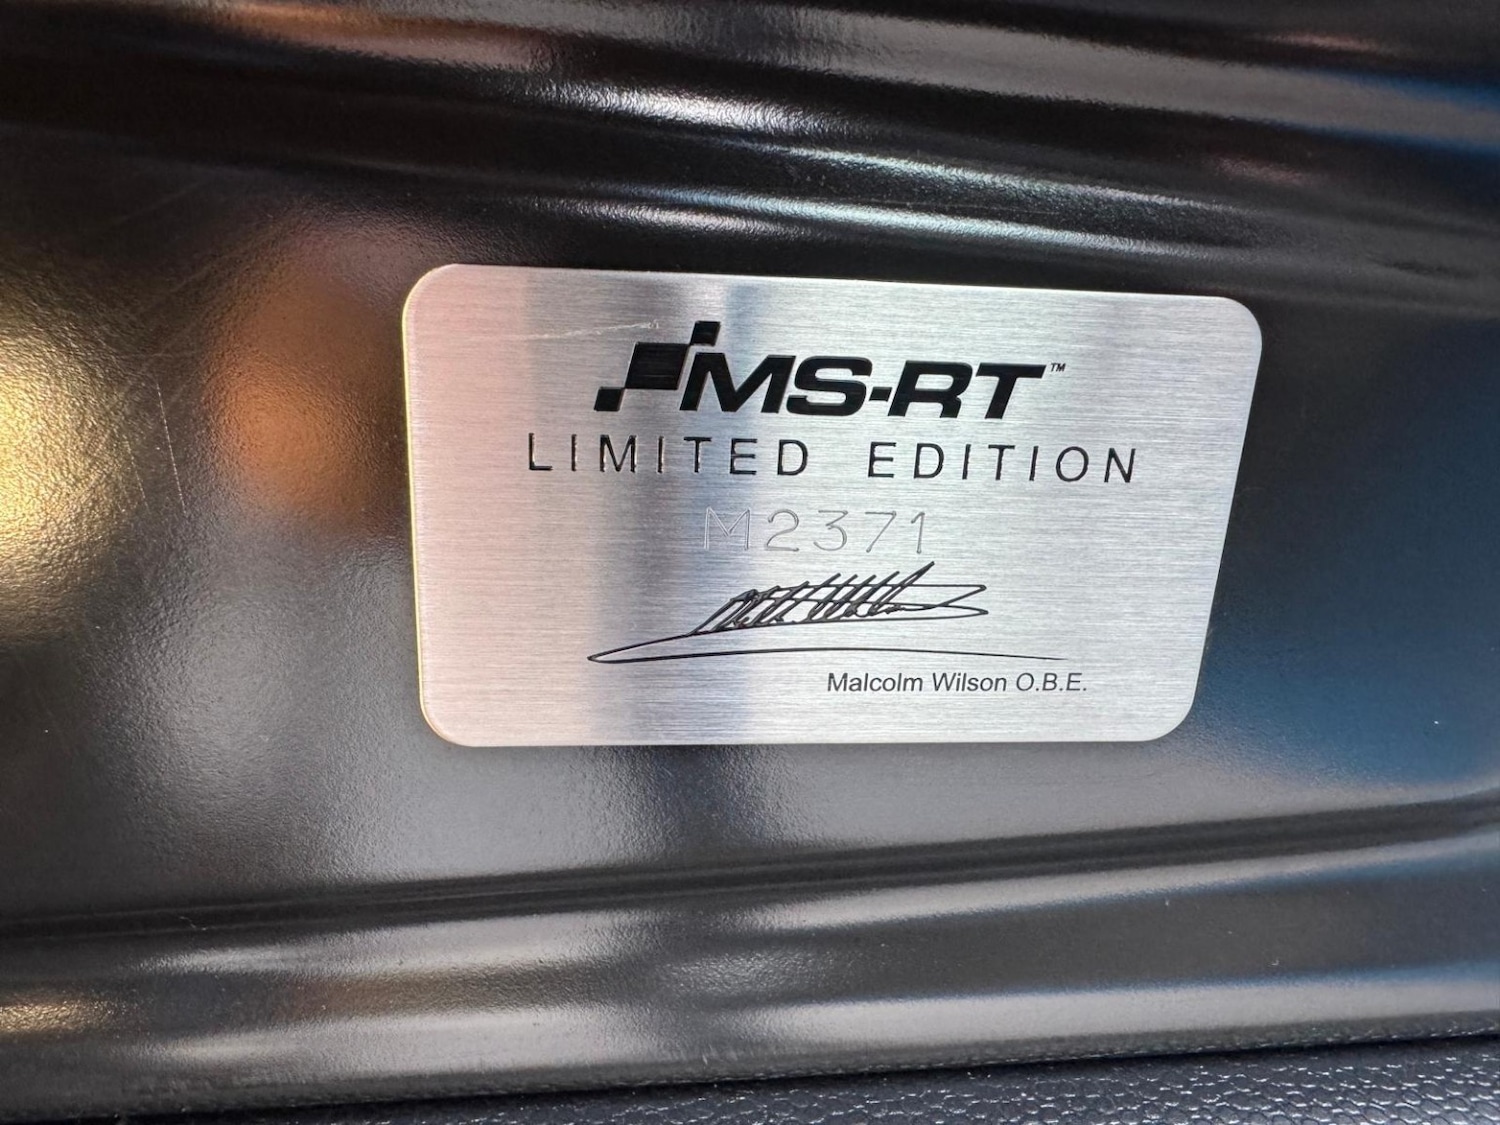 MS-RT™
LIMITED EDITION
M2371
Malcolm Wilson O.B.E.